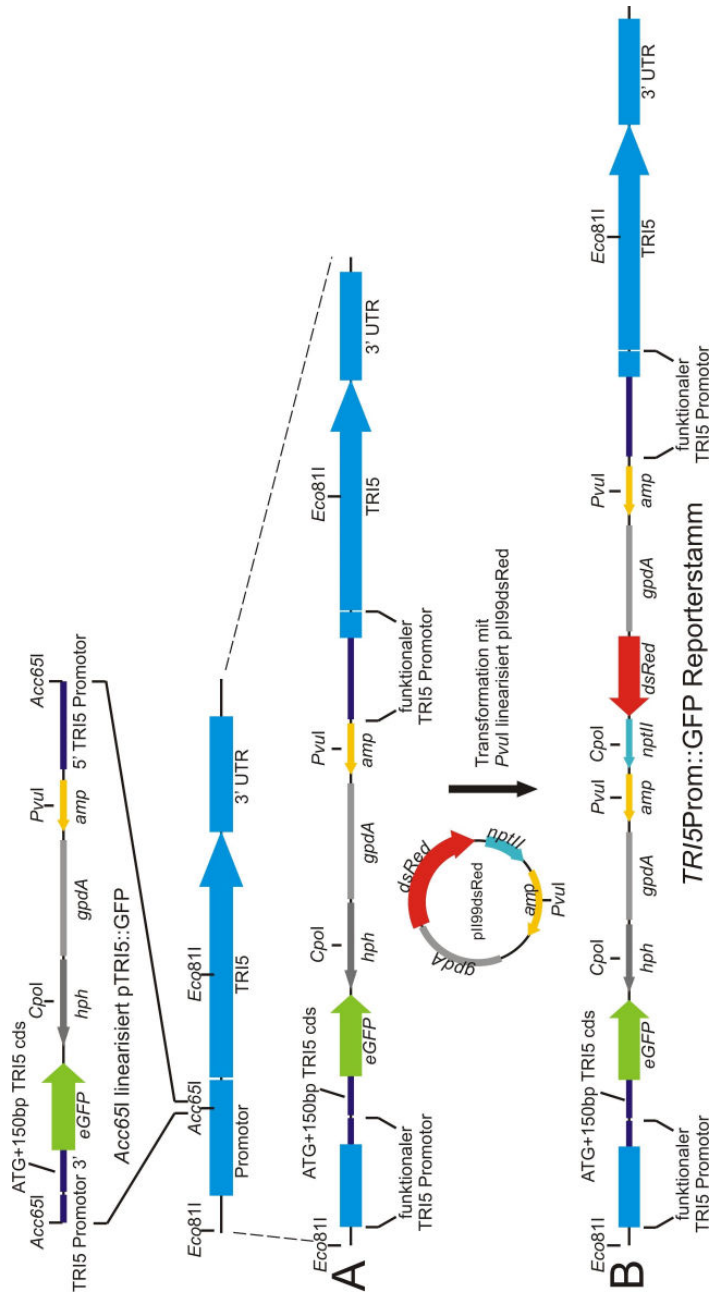 Acc65I
PvuI
CpoI
ATG+150bp TRI5 cds
Acc65I
TRI5 Promotor 3'
eGFP
hph
gpdA
amp
5' TRI5 Promotor
Acc65I linearisiert pTRI5::GFP
Eco81I
Acc65I
Eco81I
Promotor
TRI5
3' UTR
A
ATG+150bp TRI5 cds
CpoI
PvuI
Eco81I
funktionaler
TRI5 Promotor
eGFP
hph
gpdA
amp
funktionaler
TRI5 Promotor
TRI5
3' UTR
dsRed
nptII
amp
gpdA
pII99dsRed
PvuI
Transformation mit
PvuI linearisiert pII99dsRed
B
Eco81I
ATG+150bp TRI5 cds
CpoI
PvuI
CpoI
PvuI
Eco81I
funktionaler
TRI5 Promotor
eGFP
hph
gpdA
amp
nptII
dsRed
gpdA
amp
funktionaler
TRI5 Promotor
TRI5
3' UTR
TRI5Prom::GFP Reporterstamm